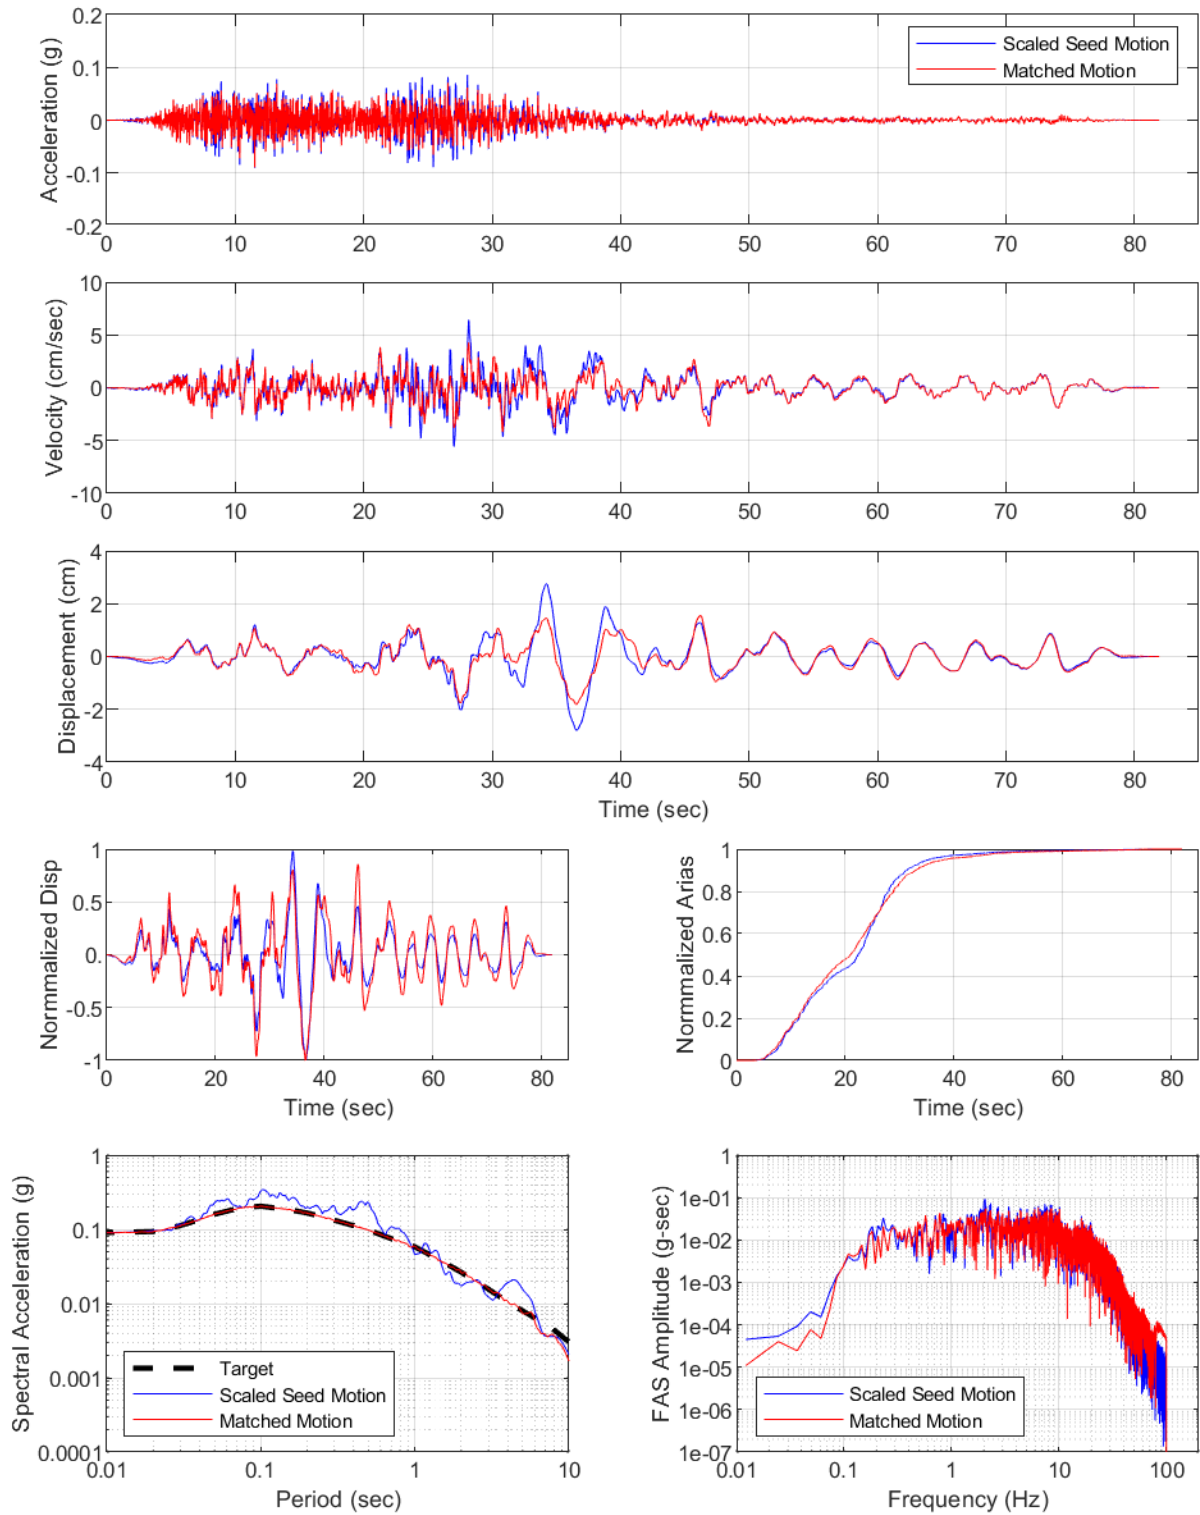 0.2
0.1
0
-0.1
-0.2
Acceleration (g)
Scaled Seed Motion
Matched Motion
0 10 20 30 40 50 60 70 80
10
5
0
-5
-10
Velocity (cm/sec)
0 10 20 30 40 50 60 70 80
4
2
0
-2
-4
Displacement (cm)
0 10 20 30 40 50 60 70 80
Time (sec)
1
0.5
0
-0.5
-1
Normmalized Disp
0 20 40 60 80
Time (sec)
1
0.8
0.6
0.4
0.2
0
Normmalized Arias
0 20 40 60 80
Time (sec)
1
0.1
0.01
0.001
0.0001
Spectral Acceleration (g)
Target
Scaled Seed Motion
Matched Motion
0.01 0.1 1 10
Period (sec)
1
1e-01
1e-02
1e-03
1e-04
1e-05
1e-06
1e-07
FAS Amplitude (g-sec)
Scaled Seed Motion
Matched Motion
0.01 0.1 1 10 100
Frequency (Hz)